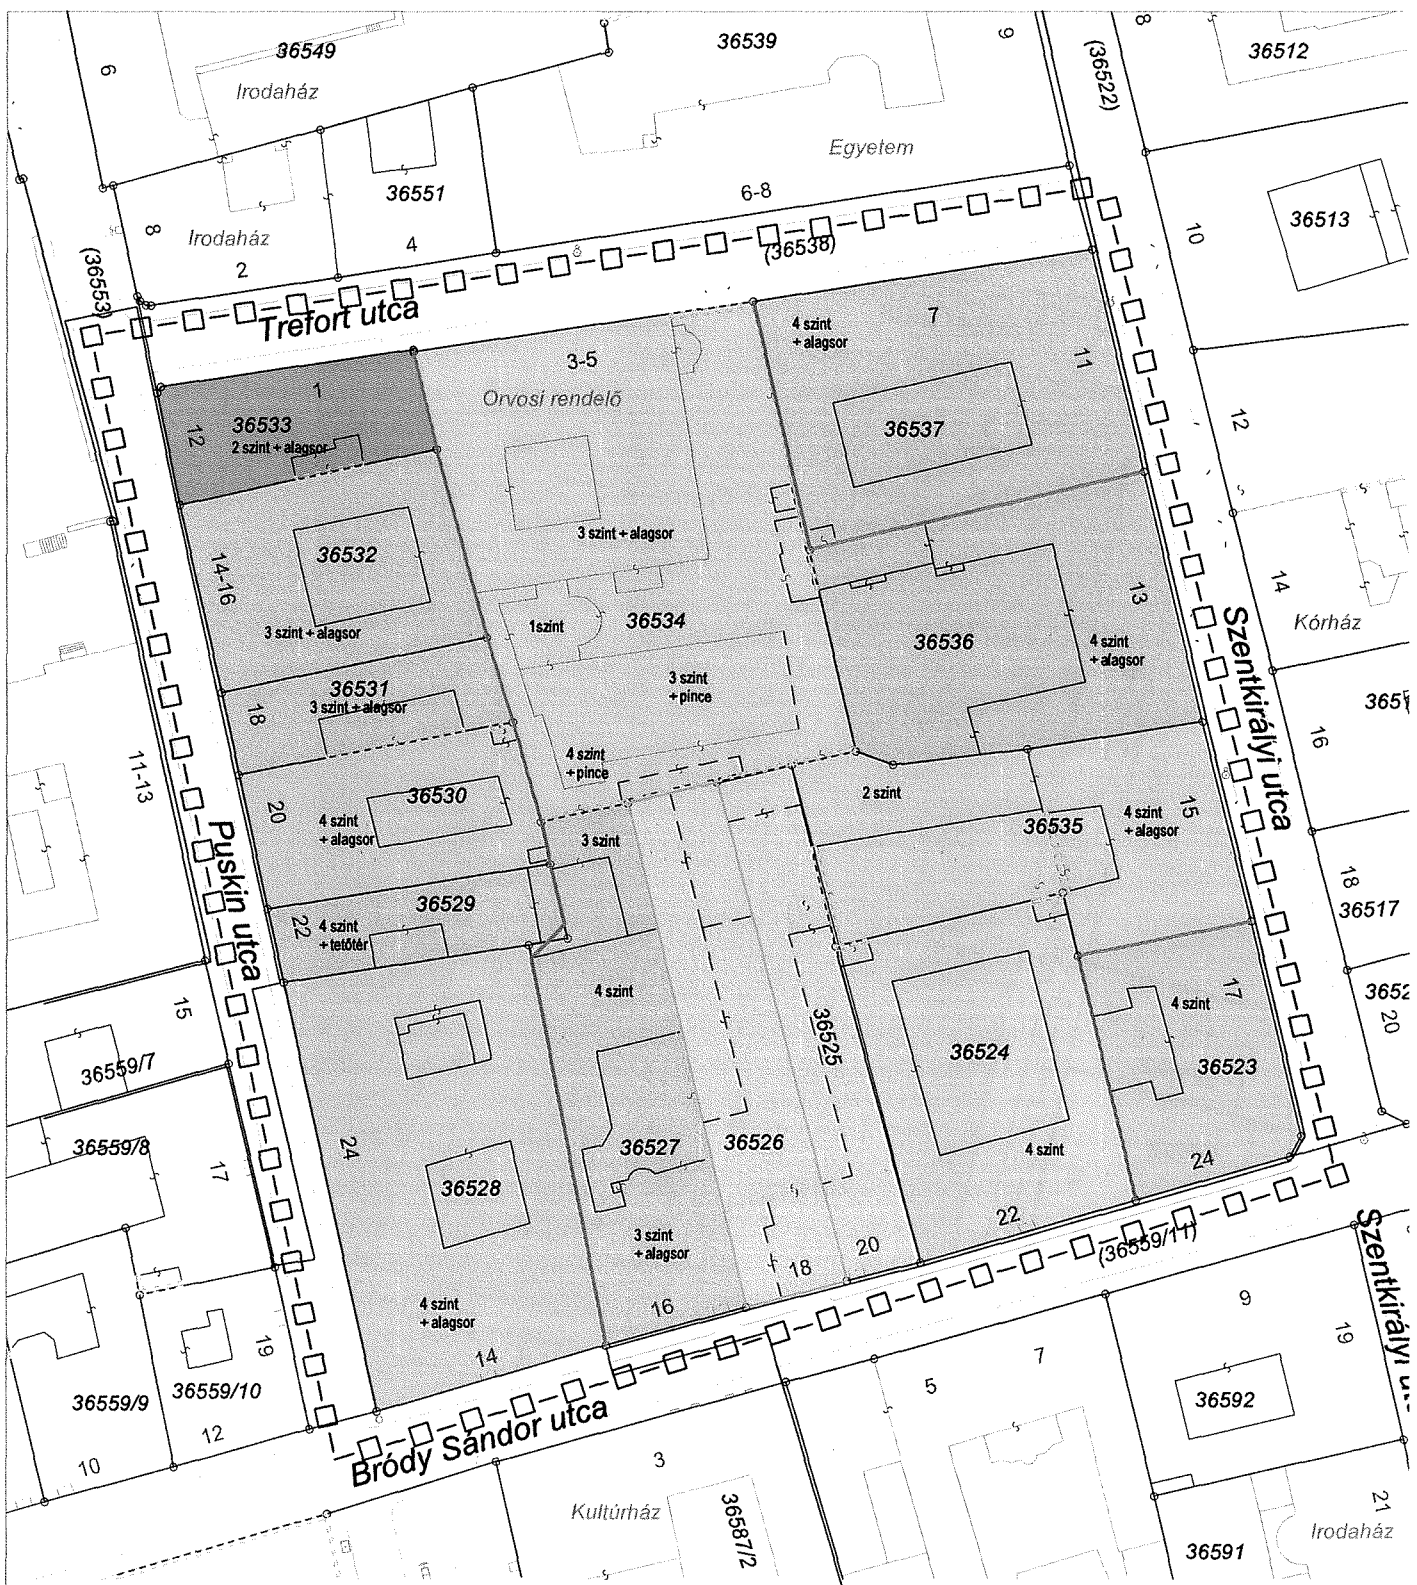 36549
Irodaház
6
36539
9
(36522)
8
36512
Egyetem
36551
6-8
36513
10
8
Irodaház
2
4
(36553)
(36538)
Trefort utca
3-5
Orvosi rendelő
7
4 szint
+ alagsor
11
1
12
36533
2 szint + alagsor
36537
12
3 szint + alagsor
36532
14-16
3 szint + alagsor
1szint
36534
36536
13
4 szint
+ alagsor
14
Kórház
Szentkirályi utca
36531
3 szint + alagsor
18
3 szint
+ pince
16
4 szint
+ pince
11-13
36530
20
4 szint
+ alagsor
2 szint
36535
4 szint
+ alagsor
15
3 szint
Puskin utca
36529
22
4 szint
+ tetőtér
18
36517
4 szint
36525
17
4 szint
3652
20
15
36559/7
36524
36523
36559/8
17
24
36528
36527
36526
4 szint
24
22
3 szint
+ alagsor
20
18
(36559/11)
Szentkirályi ut
4 szint
+ alagsor
16
14
19
36559/9
36559/10
12
10
Bródy Sándor utca
3
5
7
9
19
36592
Kultúrház
36587/2
36591
21
Irodaház